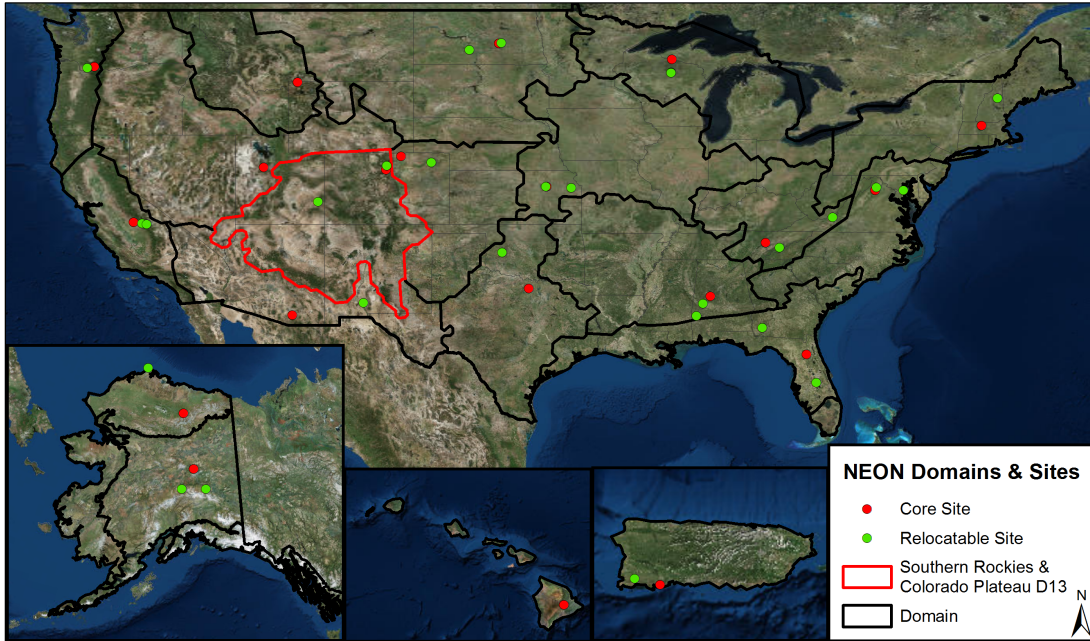 NEON Domains & Sites
Core Site
Relocatable Site
Southern Rockies &
Colorado Plateau D13
Domain
N